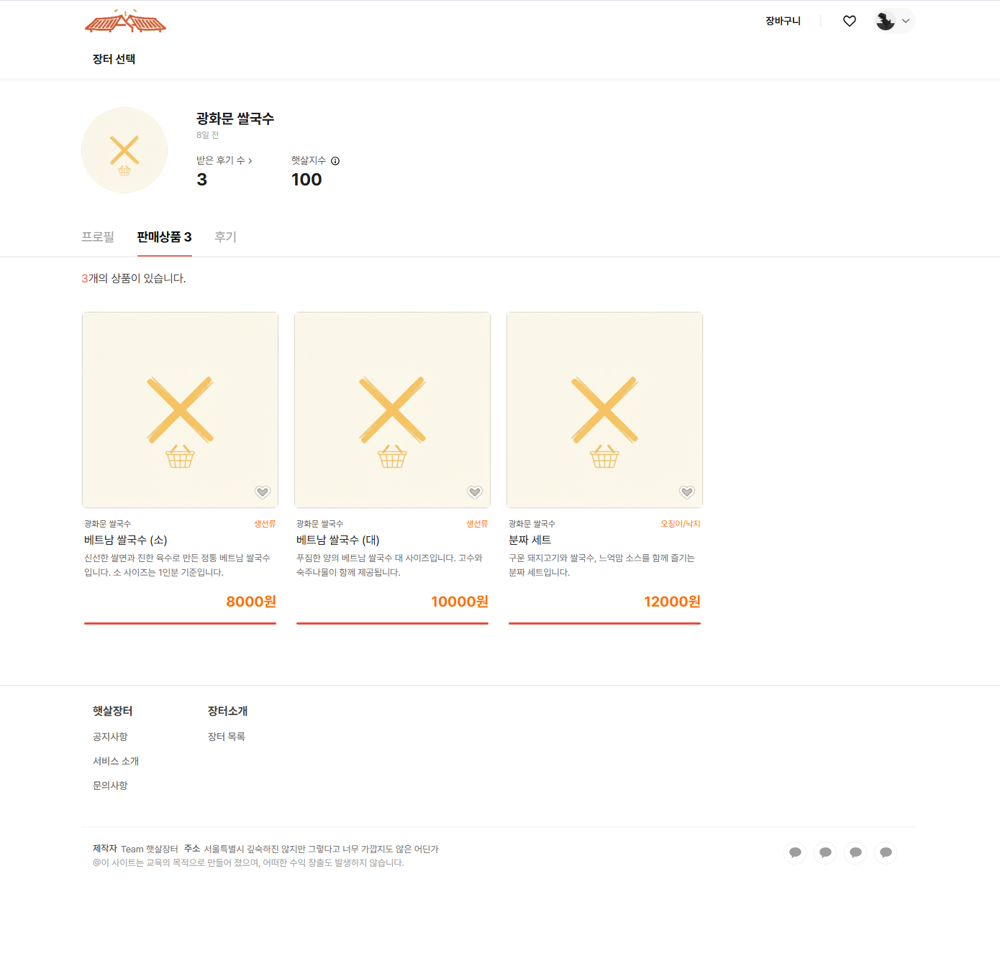 장바구니
장터 선택
광화문 쌀국수
8일 전
받은 후기 수
햇살지수
3
100
프로필
판매상품 3
후기
3개의 상품이 있습니다.
광화문 쌀국수
생선류
베트남 쌀국수 (소)
신선한 쌀면과 진한 육수로 만든 정통 베트남 쌀국수
입니다. 소 사이즈는 1인분 기준입니다.
8000원
광화문 쌀국수
생선류
베트남 쌀국수 (대)
푸짐한 양의 베트남 쌀국수 대 사이즈입니다. 고수와
숙주나물이 함께 제공됩니다.
10000원
광화문 쌀국수
오징어/낙지
분짜 세트
구운 돼지고기와 쌀국수, 느억맘 소스를 함께 즐기는
분짜 세트입니다.
12000원
햇살장터
공지사항
서비스 소개
문의사항
장터소개
장터 목록
제작자 Team 햇살장터 주소 서울특별시 깊숙하진 않지만 그렇다고 너무 가깝지도 않은 어딘가
@이 사이트는 교육의 목적으로 만들어 졌으며, 어떠한 수익 창출도 발생하지 않습니다.